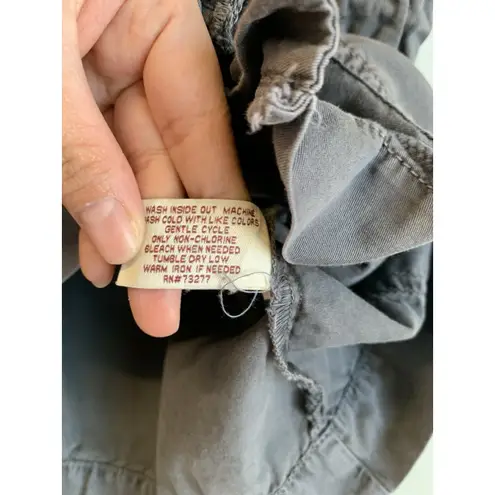 WASH INSIDE OUT MACHINE
WASH COLD WITH LIKE COLORS
GENTLE CYCLE
ONLY NON-CHLORINE
BLEACH WHEN NEEDED
TUMBLE DRY LOW
WARM IRON IF NEEDED
RN#73277